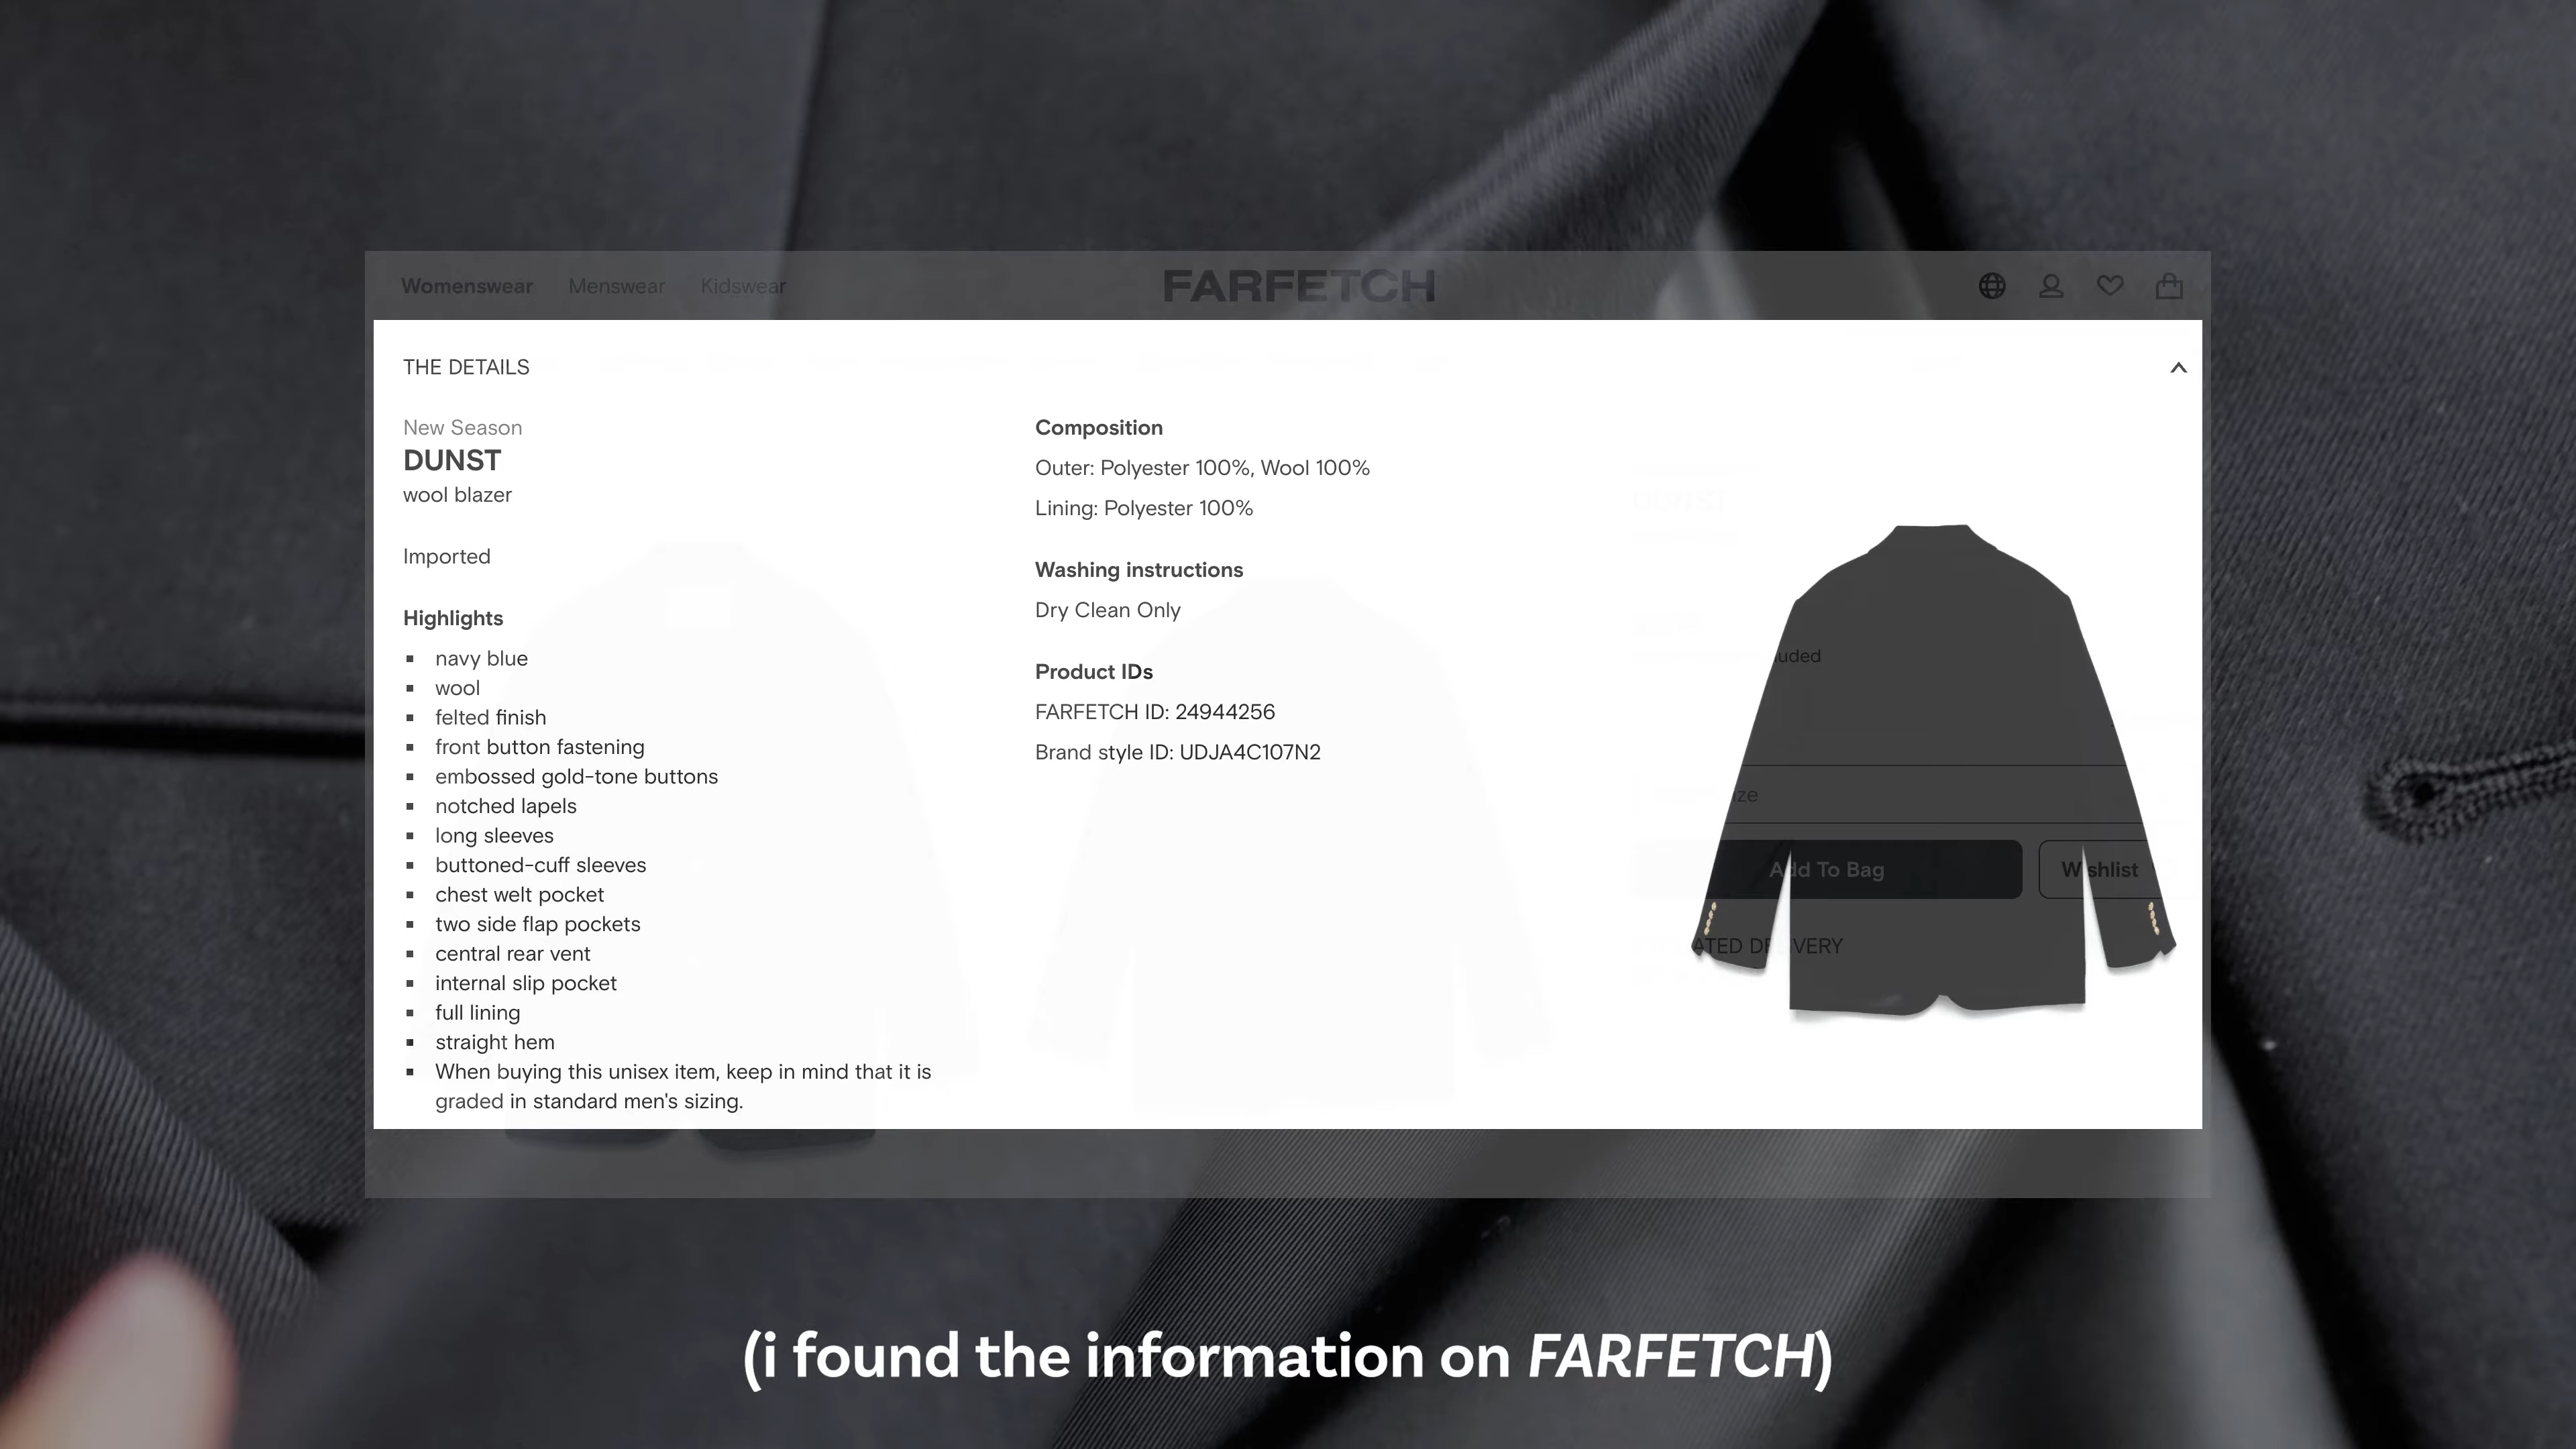 Womenswear Menswear Kidswear FARFETCH
THE DETAILS
New Season
DUNST
wool blazer
Imported
Highlights
▪ navy blue
▪ wool
▪ felted finish
▪ front button fastening
▪ embossed gold-tone buttons
▪ notched lapels
▪ long sleeves
▪ buttoned-cuff sleeves
▪ chest welt pocket
▪ two side flap pockets
▪ central rear vent
▪ internal slip pocket
▪ full lining
▪ straight hem
▪ When buying this unisex item, keep in mind that it is
graded in standard men's sizing.
Composition
Outer: Polyester 100%, Wool 100%
Lining: Polyester 100%
Washing instructions
Dry Clean Only
Product IDs
FARFETCH ID: 24944256
Brand style ID: UDJA4C107N2
Add To Bag Wishlist
(i found the information on FARFETCH)